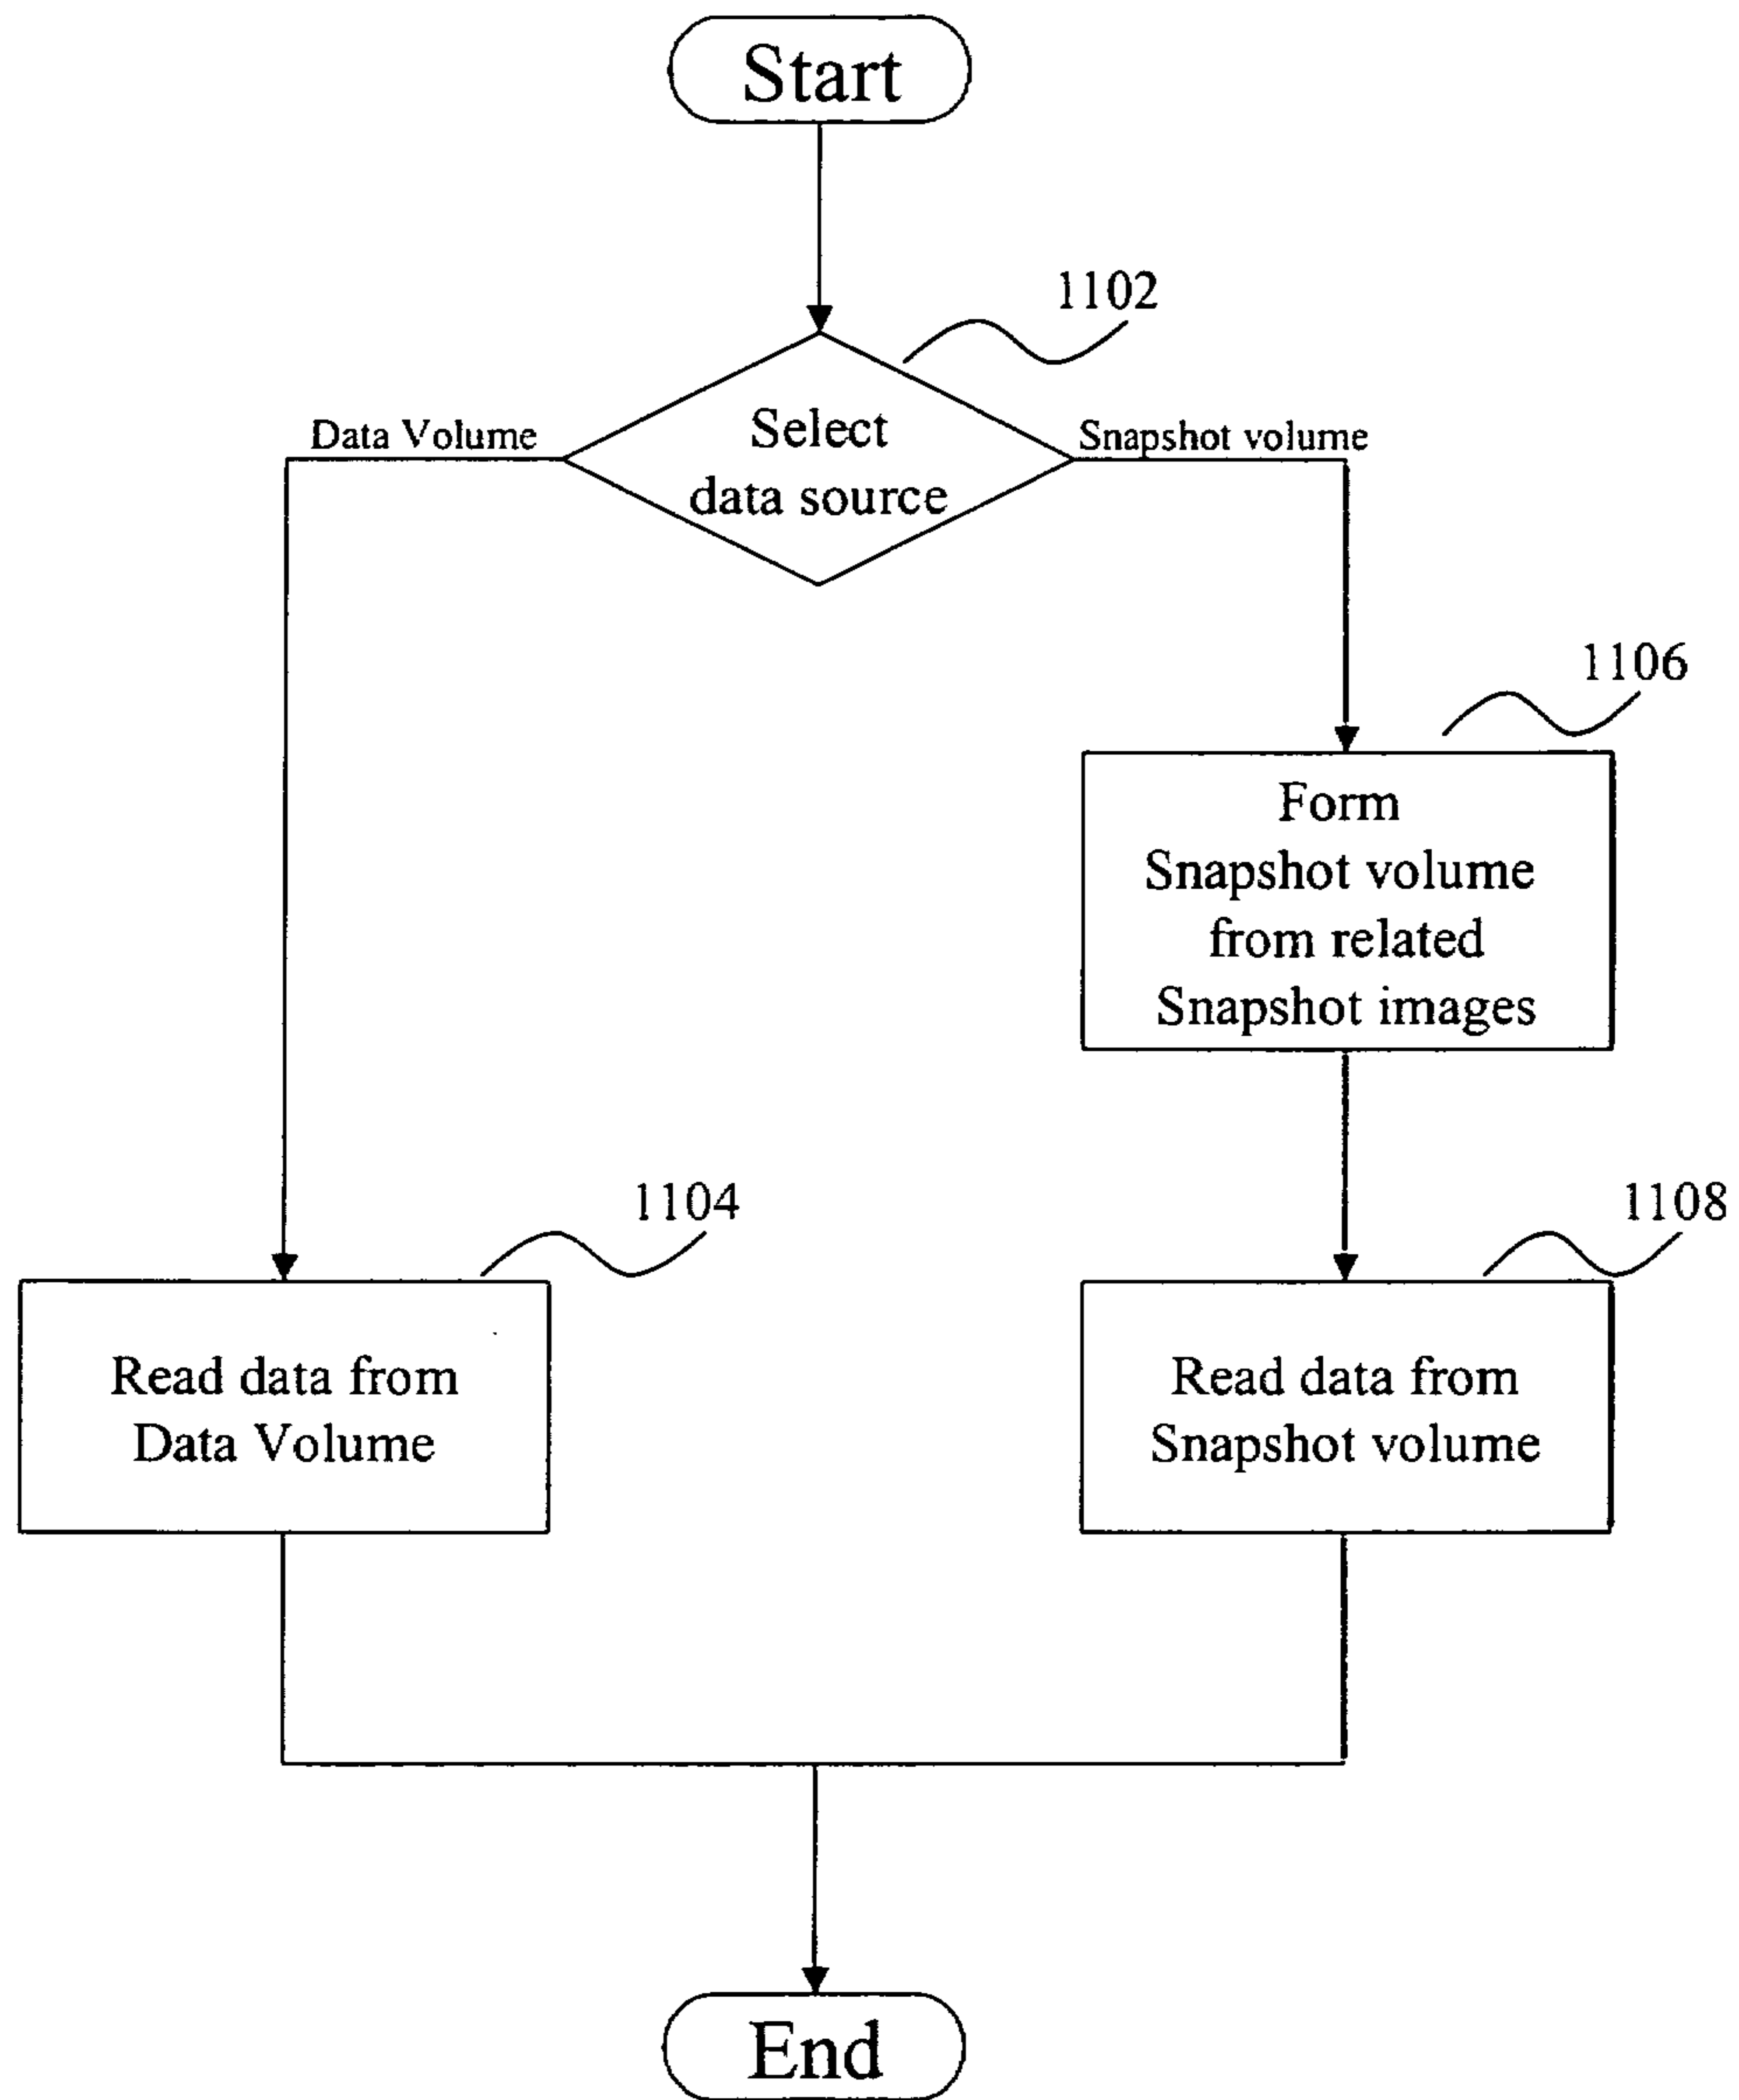 Start
1102
Data Volume
Select
data source
Snapshot volume
1106
Form
Snapshot volume
from related
Snapshot images
1104
1108
Read data from
Data Volume
Read data from
Snapshot volume
End